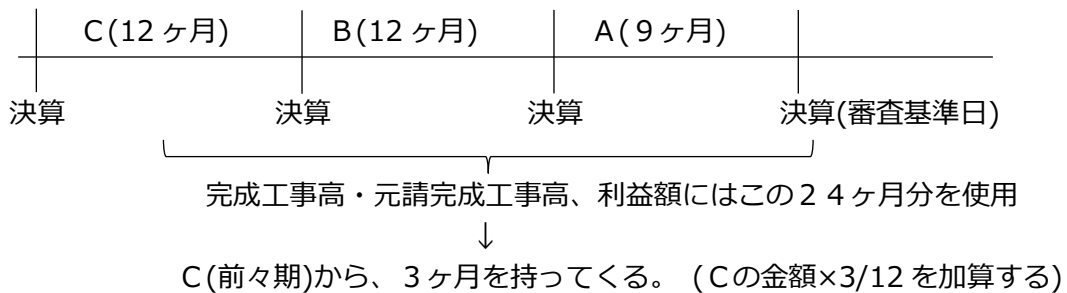 C(12ヶ月) B(12ヶ月) A(9ヶ月)
決算 決算 決算 決算(審査基準日)
完成工事高・元請完成工事高、利益額にはこの24ヶ月分を使用
↓
C(前々期)から、3ヶ月を持ってくる。 (Cの金額×3/12を加算する)